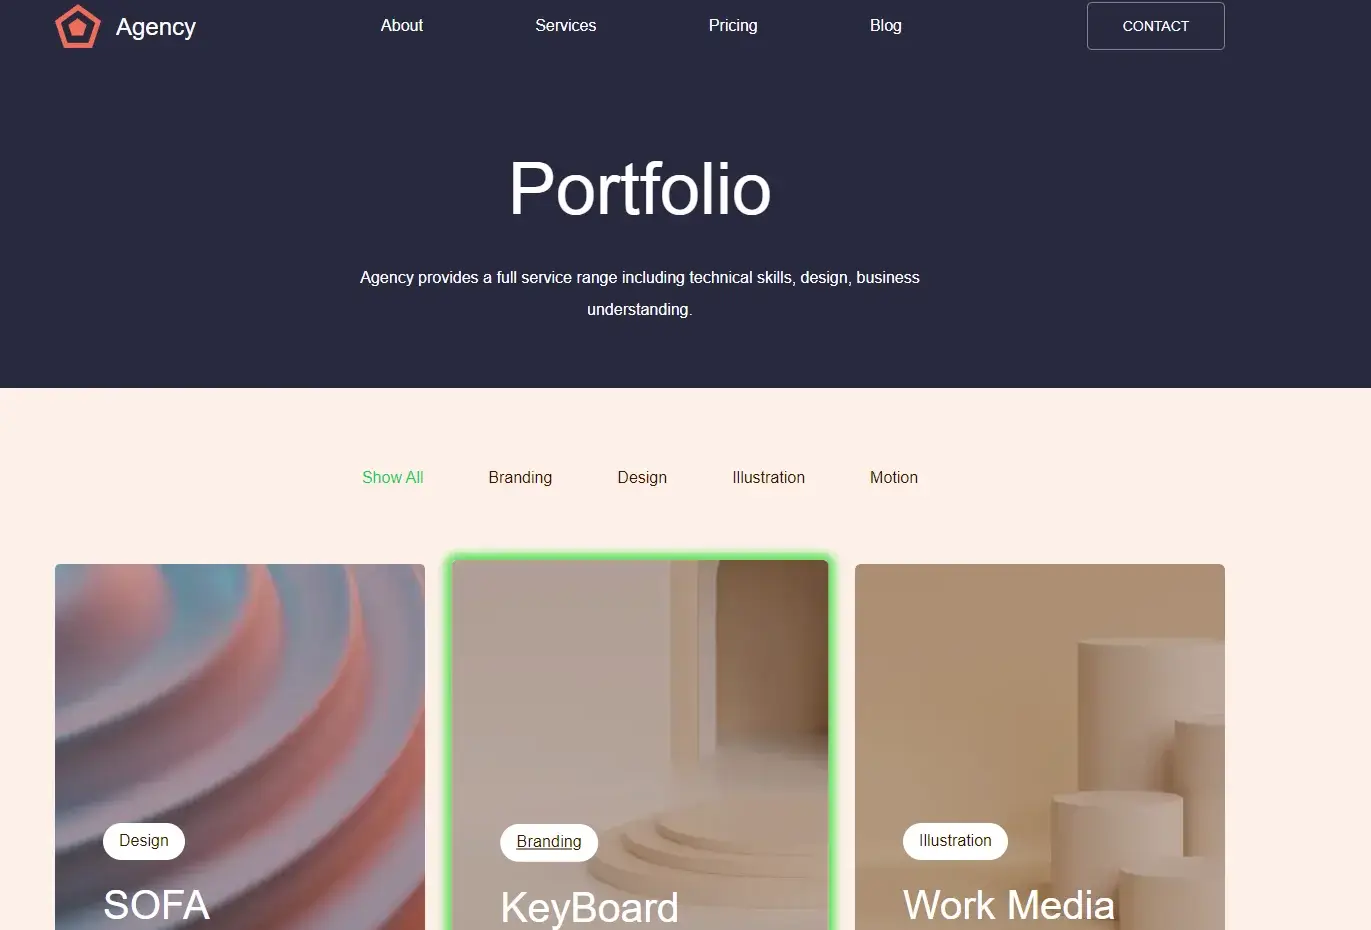 Agency
About
Services
Pricing
Blog
CONTACT
Portfolio
Agency provides a full service range including technical skills, design, business
understanding.
Show All
Branding
Design
Illustration
Motion
Design
SOFA
Branding
KeyBoard
Illustration
Work Media